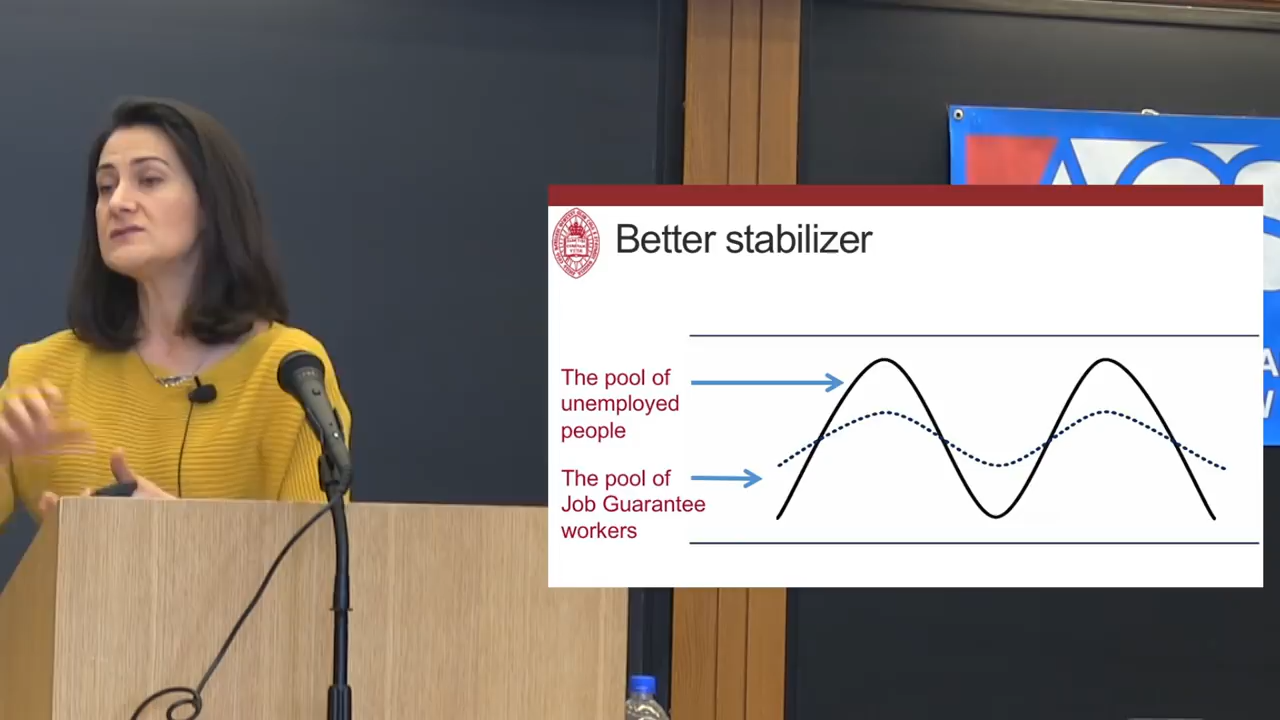 Better stabilizer
The pool of
unemployed
people
The pool of
Job Guarantee
workers